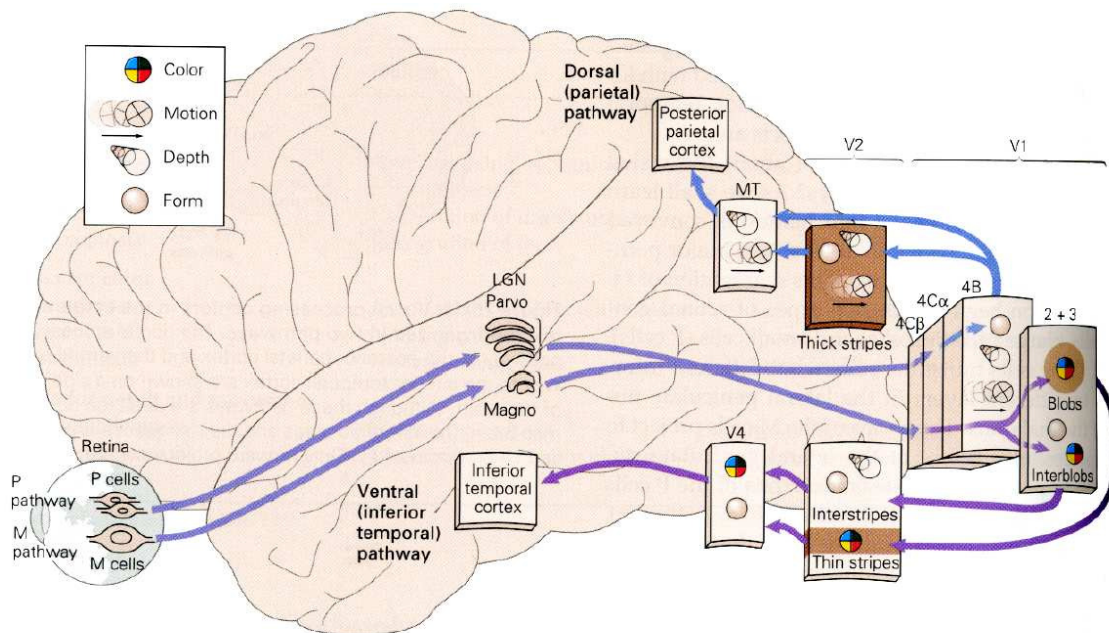 Color
Motion
Depth
Form
Dorsal
(parietal)
pathway
Posterior
parietal
cortex
V2
V1
MT
Thick stripes
4Cβ
4Cα
4B
2 + 3
Blobs
Interblobs
LGN
Parvo
Magno
Retina
P
pathway
P cells
M
pathway
M cells
Ventral
(inferior
temporal)
pathway
Inferior
temporal
cortex
V4
Interstripes
Thin stripes